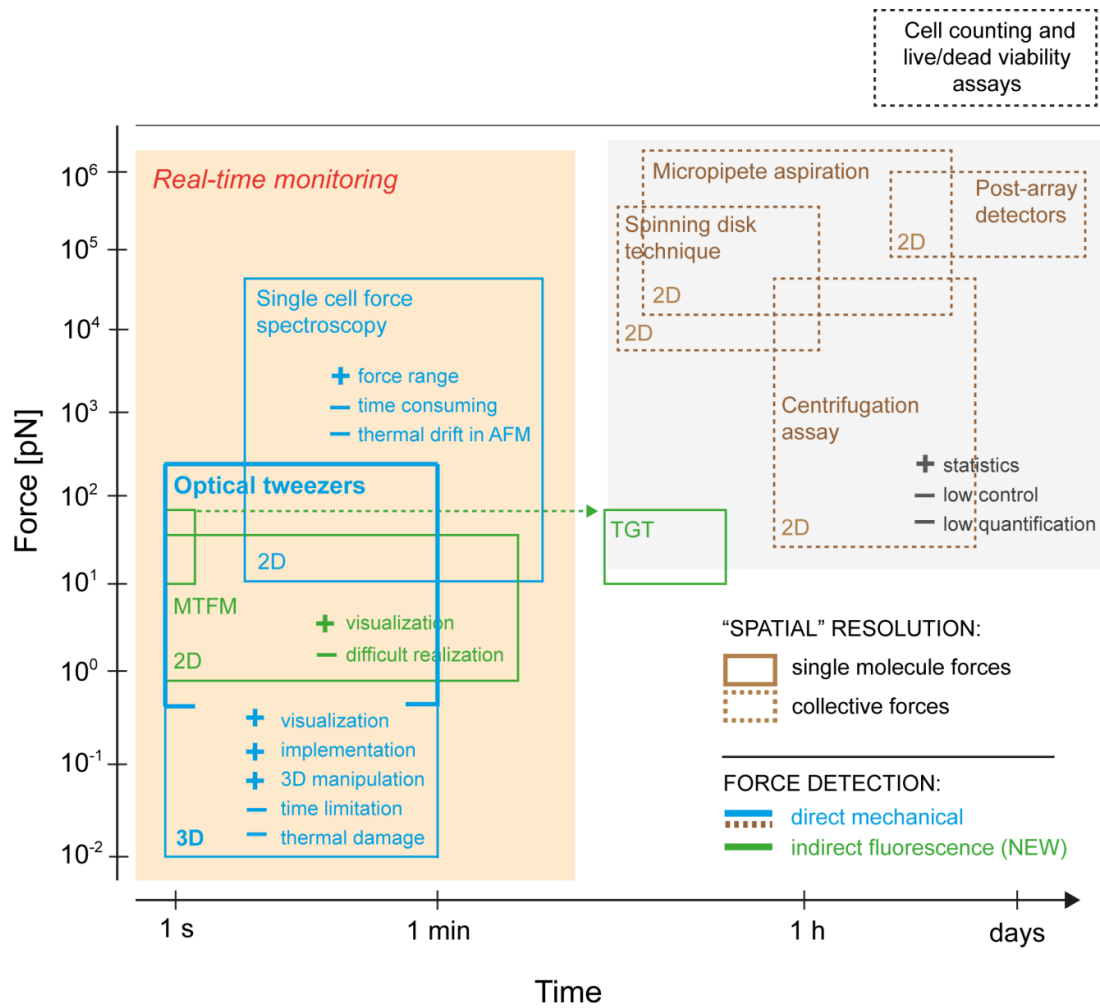 Cell counting and
live/dead viability
assays
Real-time monitoring
Micropipete aspiration
Post-array
detectors
2D
Spinning disk
technique
2D
2D
Single cell force
spectroscopy
+ force range
− time consuming
− thermal drift in AFM
2D
Centrifugation
assay
+ statistics
− low control
− low quantification
2D
Optical tweezers
MTFM
2D
+ visualization
− difficult realization
TGT
+ visualization
+ implementation
+ 3D manipulation
− time limitation
− thermal damage
3D
"SPATIAL" RESOLUTION:
single molecule forces
collective forces
FORCE DETECTION:
direct mechanical
indirect fluorescence (NEW)
Force [pN]
10⁶
10⁵
10⁴
10³
10²
10¹
10⁰
10⁻¹
10⁻²
1 s
1 min
1 h
days
Time